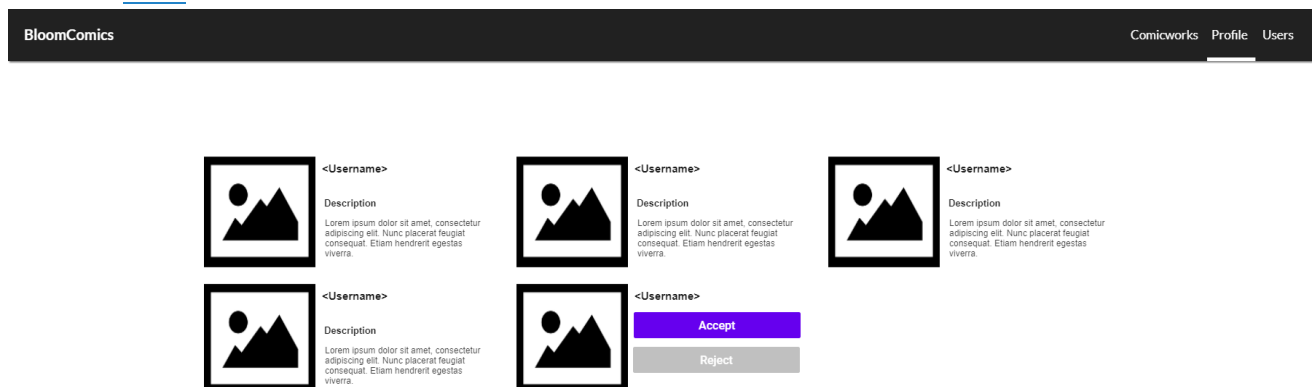 BloomComics
Comicworks Profile Users
<Username>
Description
Lorem ipsum dolor sit amet, consectetur
adipiscing elit. Nunc placerat feugiat
consequat. Etiam hendrerit egestas
viverra.
<Username>
Description
Lorem ipsum dolor sit amet, consectetur
adipiscing elit. Nunc placerat feugiat
consequat. Etiam hendrerit egestas
viverra.
<Username>
Description
Lorem ipsum dolor sit amet, consectetur
adipiscing elit. Nunc placerat feugiat
consequat. Etiam hendrerit egestas
viverra.
<Username>
Description
Lorem ipsum dolor sit amet, consectetur
adipiscing elit. Nunc placerat feugiat
consequat. Etiam hendrerit egestas
viverra.
<Username>
Accept
Reject